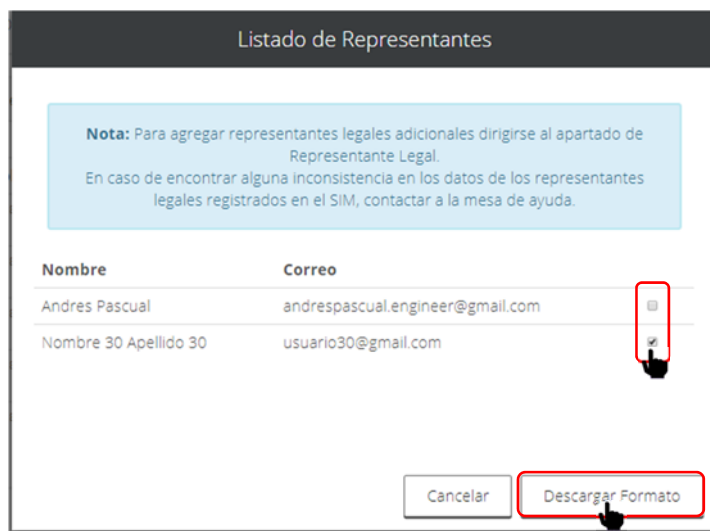 Listado de Representantes
Nota: Para agregar representantes legales adicionales dirigirse al apartado de
Representante Legal.
En caso de encontrar alguna inconsistencia en los datos de los representantes
legales registrados en el SIM, contactar a la mesa de ayuda.
Nombre Correo
Andres Pascual andrespascual.engineer@gmail.com
Nombre 30 Apellido 30 usuario30@gmail.com
Cancelar Descargar Formato